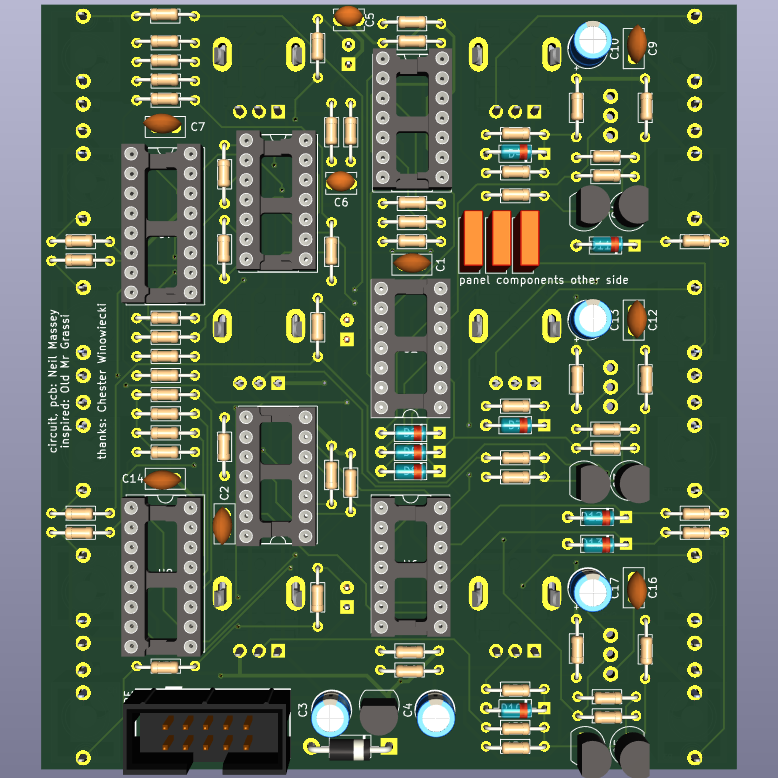 C5
C10
C9
C7
C6
C1
panel components other side
C13
C12
circuit, pcb: Neil Massey
inspired: Old Mr Grassi
thanks: Chester Winowiecki
C14
C2
C17
C16
C3
C4